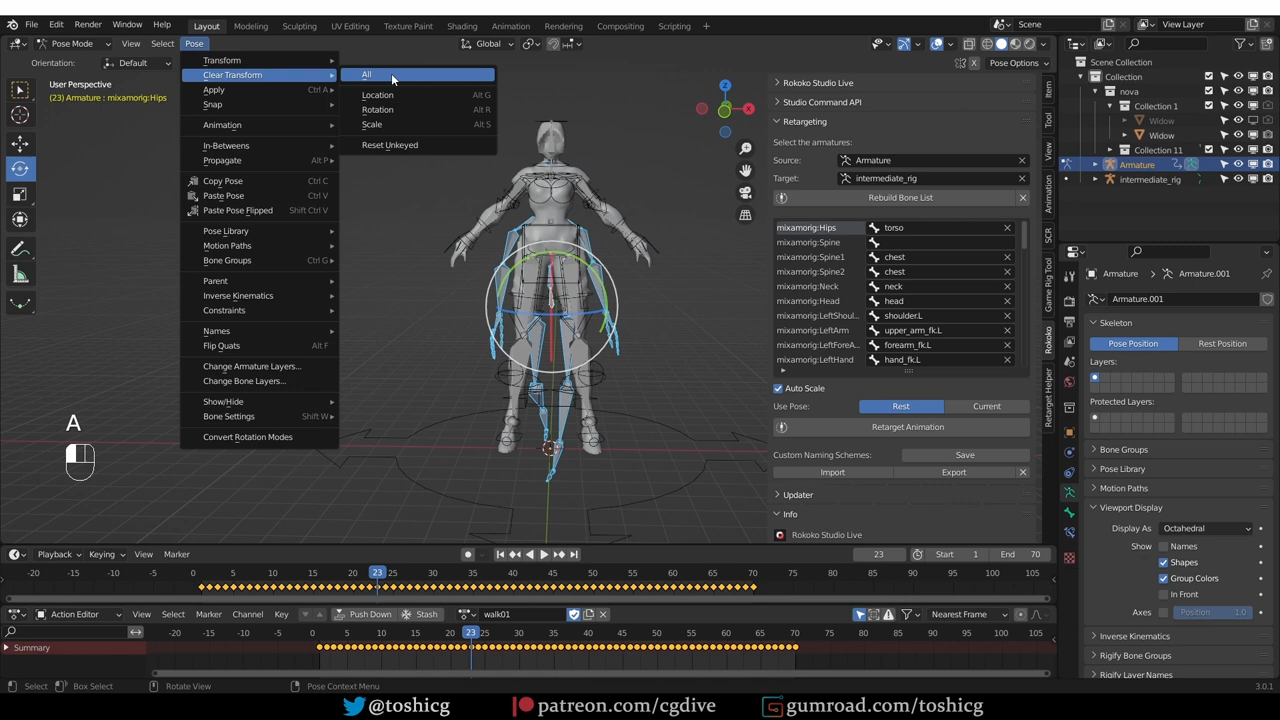 File Edit Render Window Help Layout Modeling Sculpting UV Editing Texture Paint Shading Animation Rendering Compositing Scripting + Scene View Layer
Pose Mode View Select Pose Global
Orientation: Default Pose Options
User Perspective
(23) Armature : mixamorig:Hips
Transform
Clear Transform
Apply Ctrl A
Snap
Animation
In-Betweens
Propagate Alt P
Copy Pose Ctrl C
Paste Pose Ctrl V
Paste Pose Flipped Shift Ctrl V
Pose Library
Motion Paths
Bone Groups Ctrl G
Parent
Inverse Kinematics
Constraints
Names
Flip Quats Alt F
Change Armature Layers...
Change Bone Layers...
Show/Hide
Bone Settings Shift W
Convert Rotation Modes
All
Location Alt G
Rotation Alt R
Scale Alt S
Reset Unkeyed
A
Z
X
Rokoko Studio Live
Studio Command API
Retargeting
Select the armatures:
Source: Armature
Target: intermediate_rig
Rebuild Bone List
mixamorig:Hips torso
mixamorig:Spine
mixamorig:Spine1 chest
mixamorig:Spine2 chest
mixamorig:Neck neck
mixamorig:Head head
mixamorig:LeftShoul... shoulder.L
mixamorig:LeftArm upper_arm_fk.L
mixamorig:LeftForeA... forearm_fk.L
mixamorig:LeftHand hand_fk.L
Auto Scale
Use Pose: Rest Current
Retarget Animation
Custom Naming Schemes: Save
Import Export
Updater
Info
Rokoko Studio Live
Item
Tool
View
Animation
SCR
Game Rig Tool
Rokoko
Retarget Helper
Scene Collection
Collection
nova
Collection 1
Widow
Widow
Collection 11
Armature
intermediate_rig
Armature Armature.001
Armature.001
Skeleton
Pose Position Rest Position
Layers:
Protected Layers:
Bone Groups
Pose Library
Motion Paths
Viewport Display
Display As Octahedral
Show Names
Shapes
Group Colors
In Front
Axes Position 1.0
Inverse Kinematics
Rigify Bone Groups
Rigify Layer Names
Playback Keying View Marker 23 Start 1 End 70
-20 -15 -10 -5 0 5 10 15 23 30 35 40 45 50 55 60 65 70 75 80 85 90 95 100 105
Action Editor View Select Marker Channel Key Push Down Stash walk01 Nearest Frame
-20 -15 -10 -5 0 5 10 15 23 25 30 35 40 45 50 55 60 65 70 75 80 85 90 95 100 105
Summary
Select Box Select Rotate View Pose Context Menu 3.0.1
@toshicg patreon.com/cgdive gumroad.com/toshicg